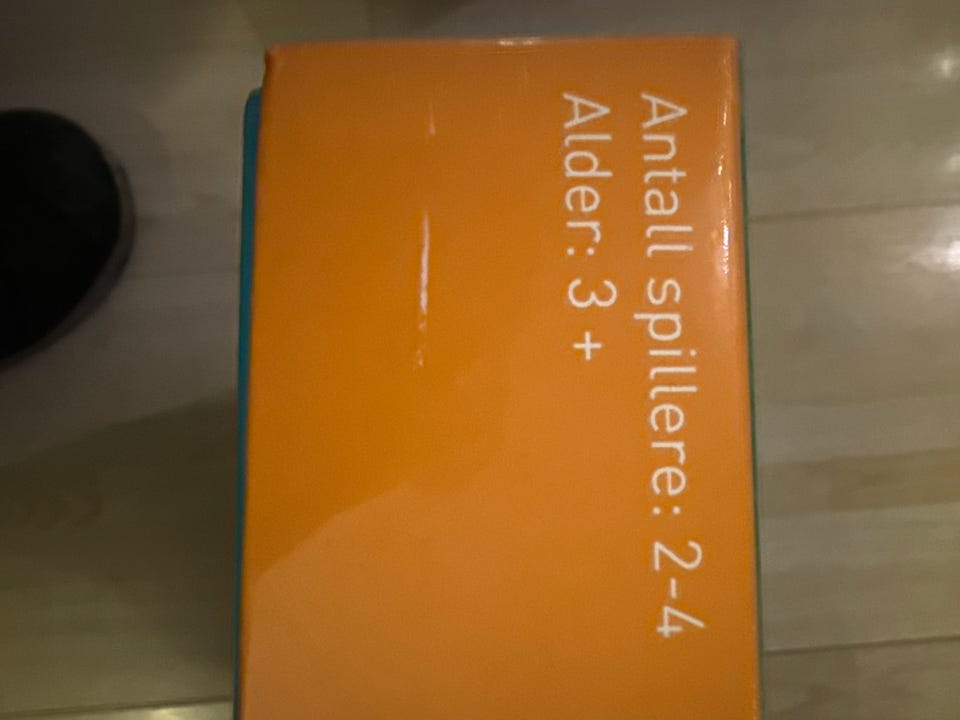 Antall spillere: 2-4
Alder: 3 +